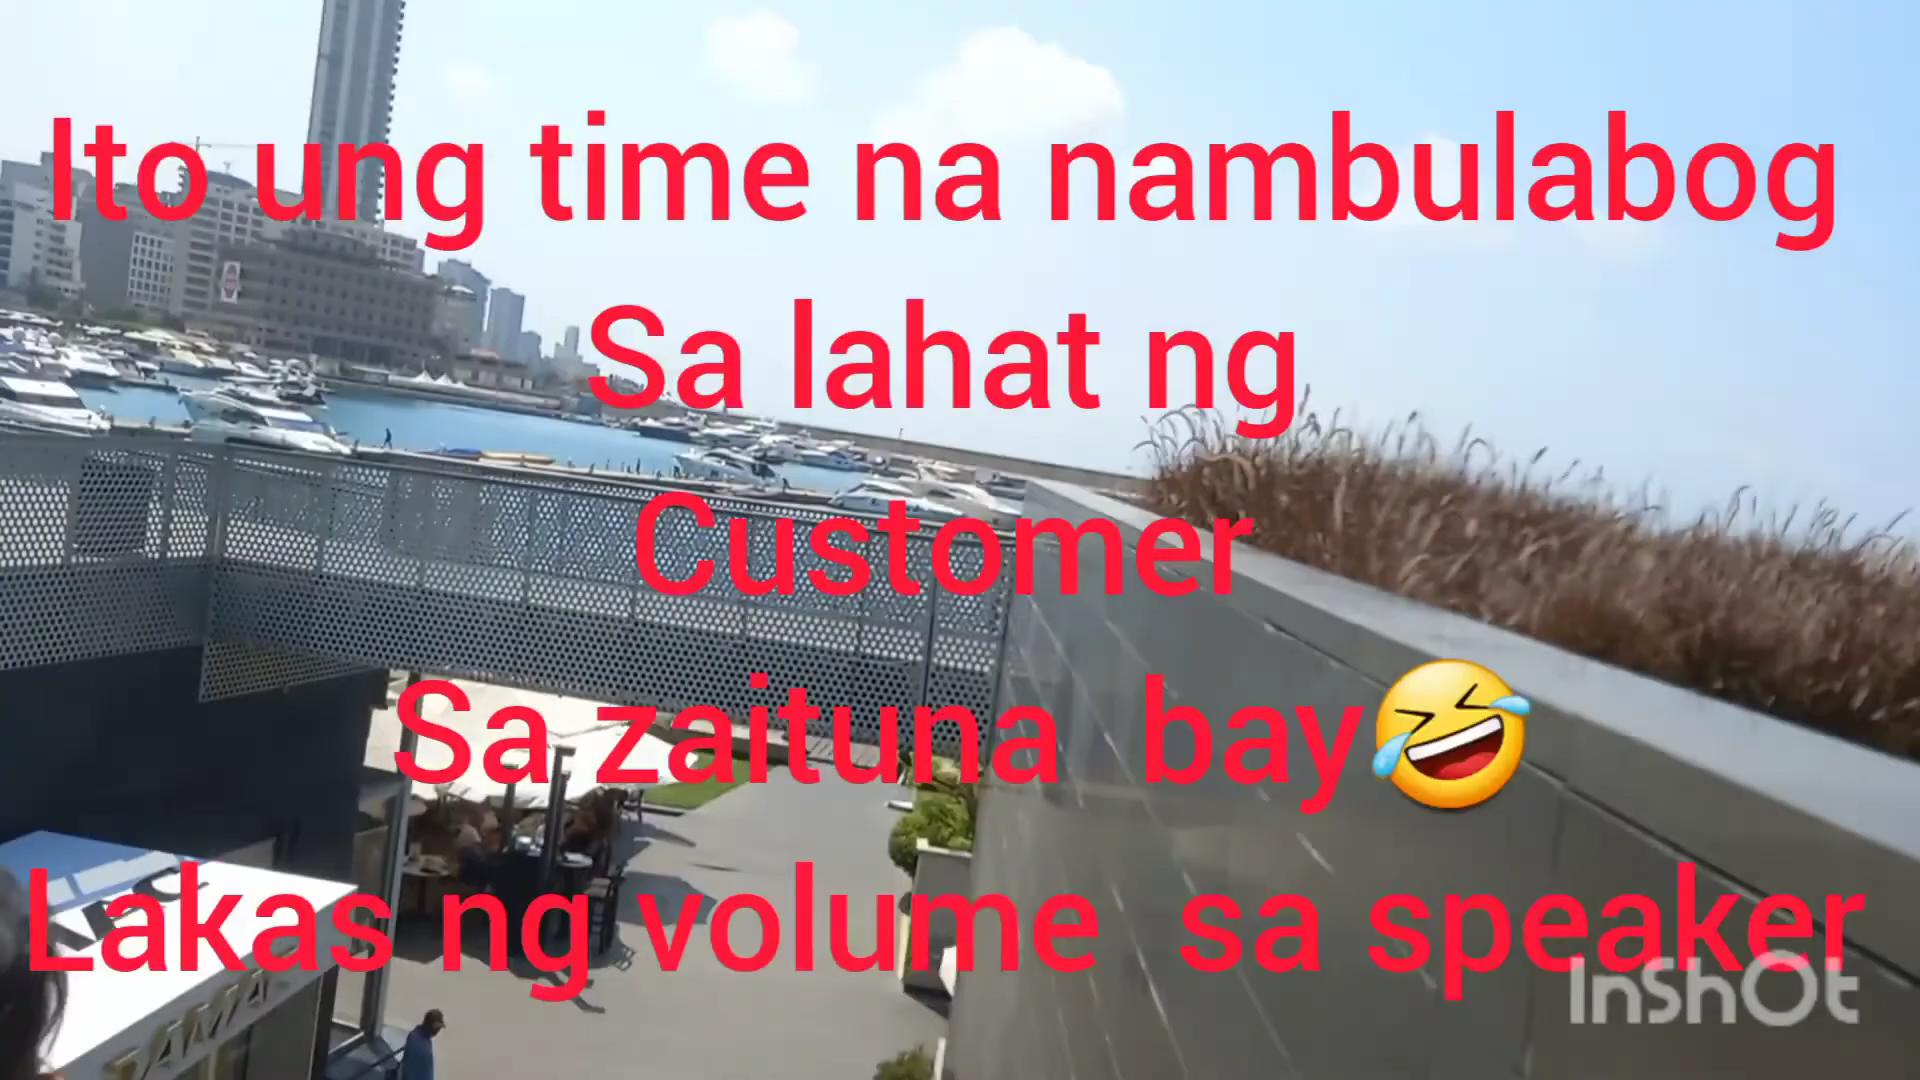 Ito ung time na nambulabog
Sa lahat ng
Customer
Sa zaituna bay🤣
Lakas ng volume sa speaker
InShOt